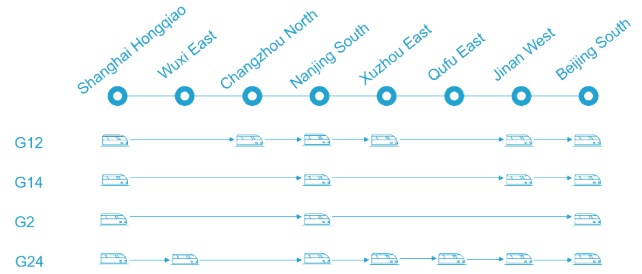 Shanghai Hongqiao
Wuxi East
Changzhou North
Nanjing South
Xuzhou East
Qufu East
Jinan West
Beijing South
G12
G14
G2
G24